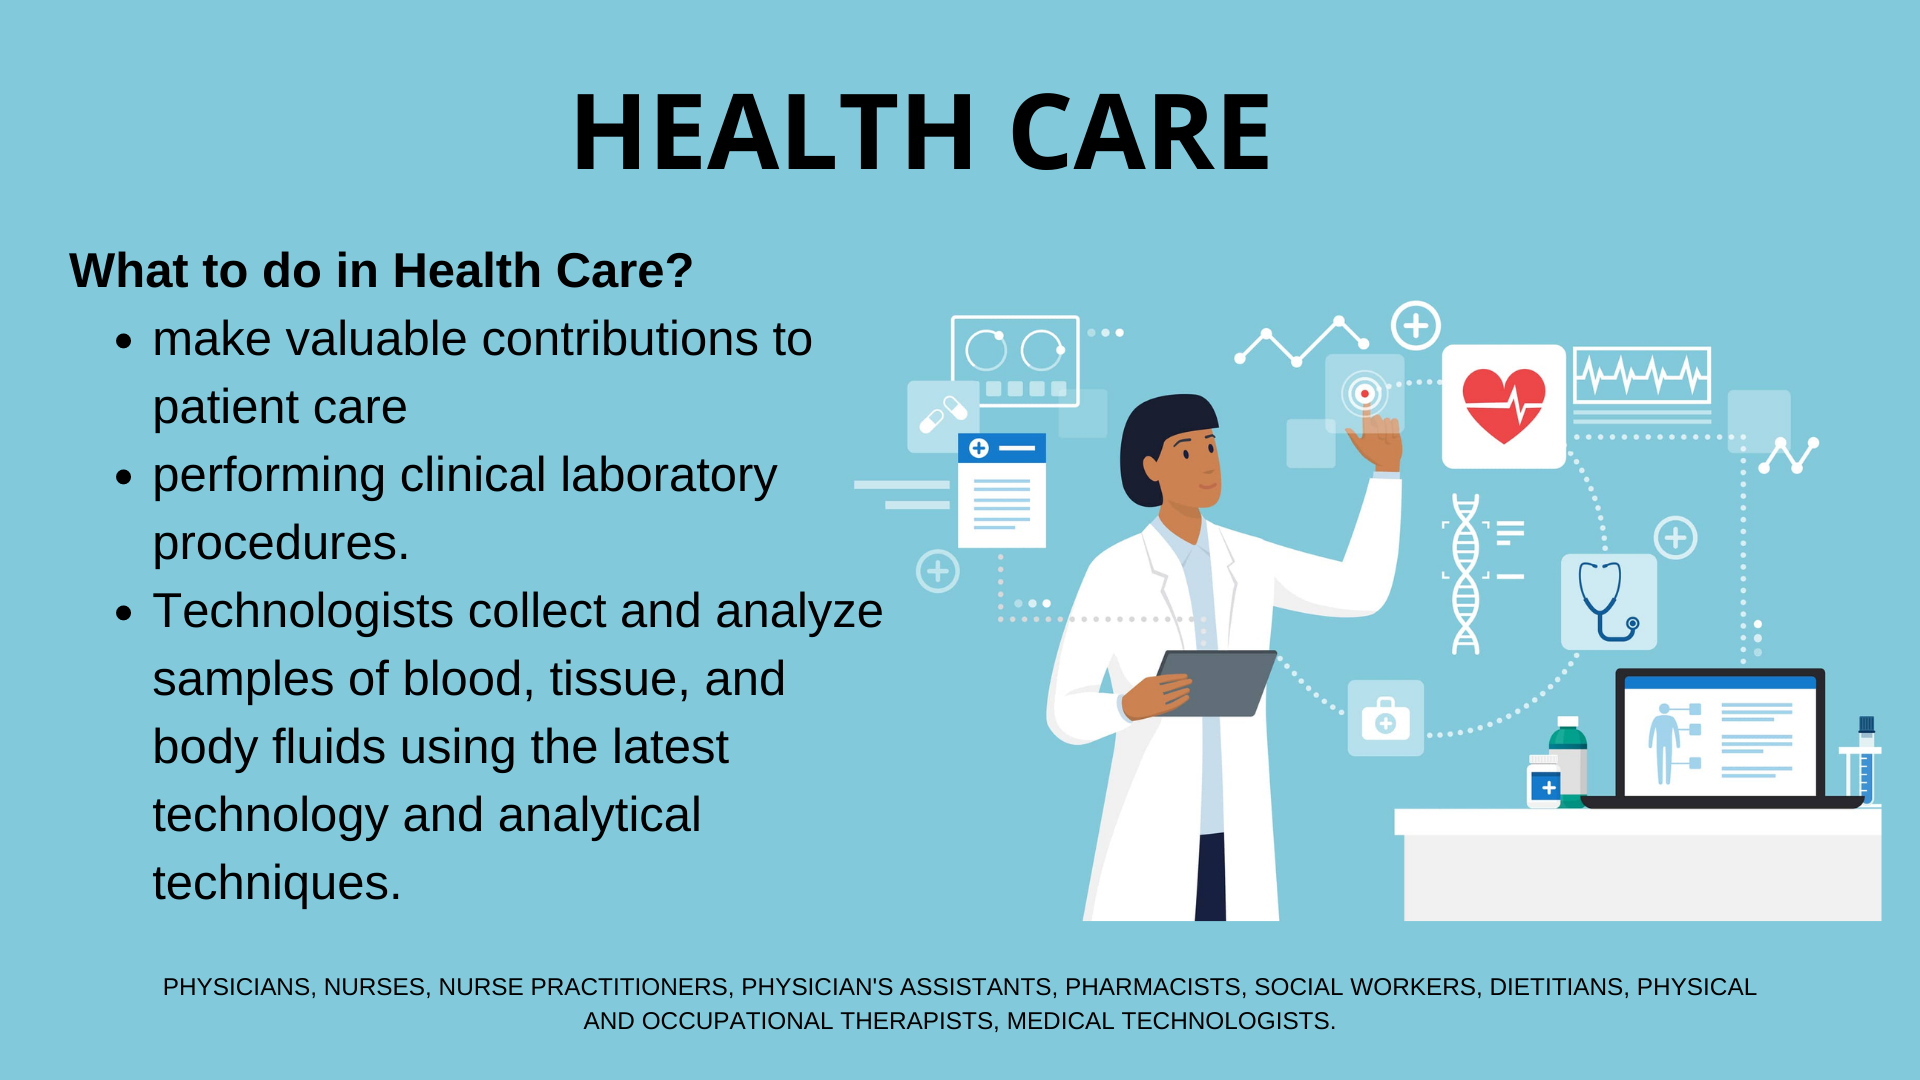 HEALTH CARE
What to do in Health Care?
• make valuable contributions to
patient care
• performing clinical laboratory
procedures.
• Technologists collect and analyze
samples of blood, tissue, and
body fluids using the latest
technology and analytical
techniques.
PHYSICIANS, NURSES, NURSE PRACTITIONERS, PHYSICIAN'S ASSISTANTS, PHARMACISTS, SOCIAL WORKERS, DIETITIANS, PHYSICAL
AND OCCUPATIONAL THERAPISTS, MEDICAL TECHNOLOGISTS.